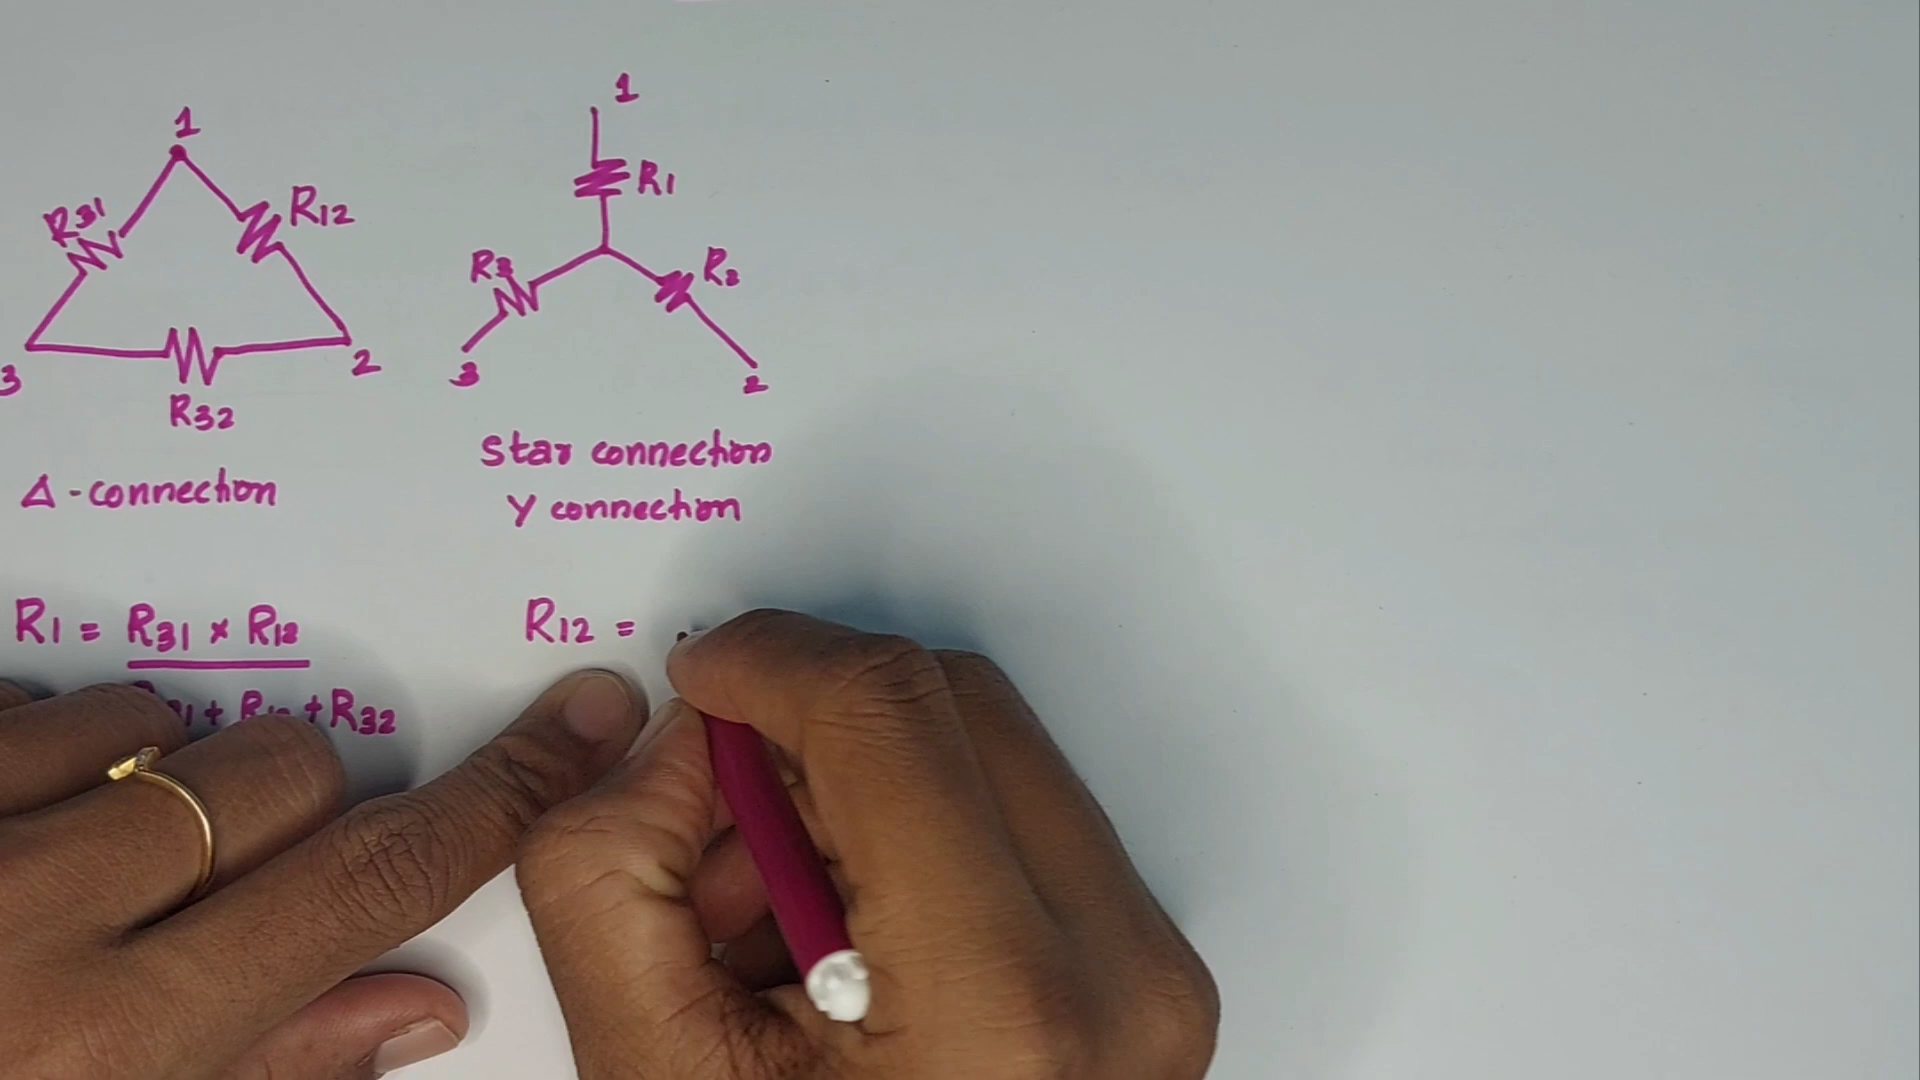 1
R31
R12
3
2
R32
Δ-connection
1
R1
R3
R2
3
2
Star connection
Y connection
R1 = R31 × R12
+ R12 + R32
R12 =